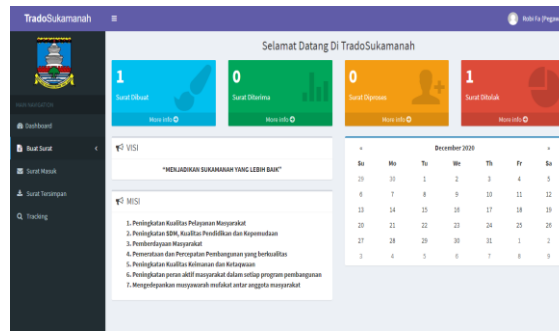 TradoSukamanah
Robi Fa (Pegaw
Selamat Datang Di TradoSukamanah
MAIN NAVIGATION
Dashboard
Buat Surat
Surat Masuk
Surat Tersimpan
Tracking
1
Surat Dibuat
More info
0
Surat Diterima
More info
0
Surat Diproses
More info
1
Surat Ditolak
More info
VISI
"MENJADIKAN SUKAMANAH YANG LEBIH BAIK"
MISI
1. Peningkatan Kualitas Pelayanan Masyarakat
2. Peningkatan SDM, Kualitas Pendidikan dan Kepemudaan
3. Pemberdayaan Masyarakat
4. Pemerataan dan Percepatan Pembangunan yang berkualitas
5. Peningkatan Kualitas Keimanan dan Ketaqwaan
6. Peningkatan peran aktif masyarakat dalam setiap program pembangunan
7. Mengedepankan musyawarah mufakat antar anggota masyarakat
« December 2020 »
Su Mo Tu We Th Fr Sa
29 30 1 2 3 4 5
6 7 8 9 10 11 12
13 14 15 16 17 18 19
20 21 22 23 24 25 26
27 28 29 30 31 1 2
3 4 5 6 7 8 9